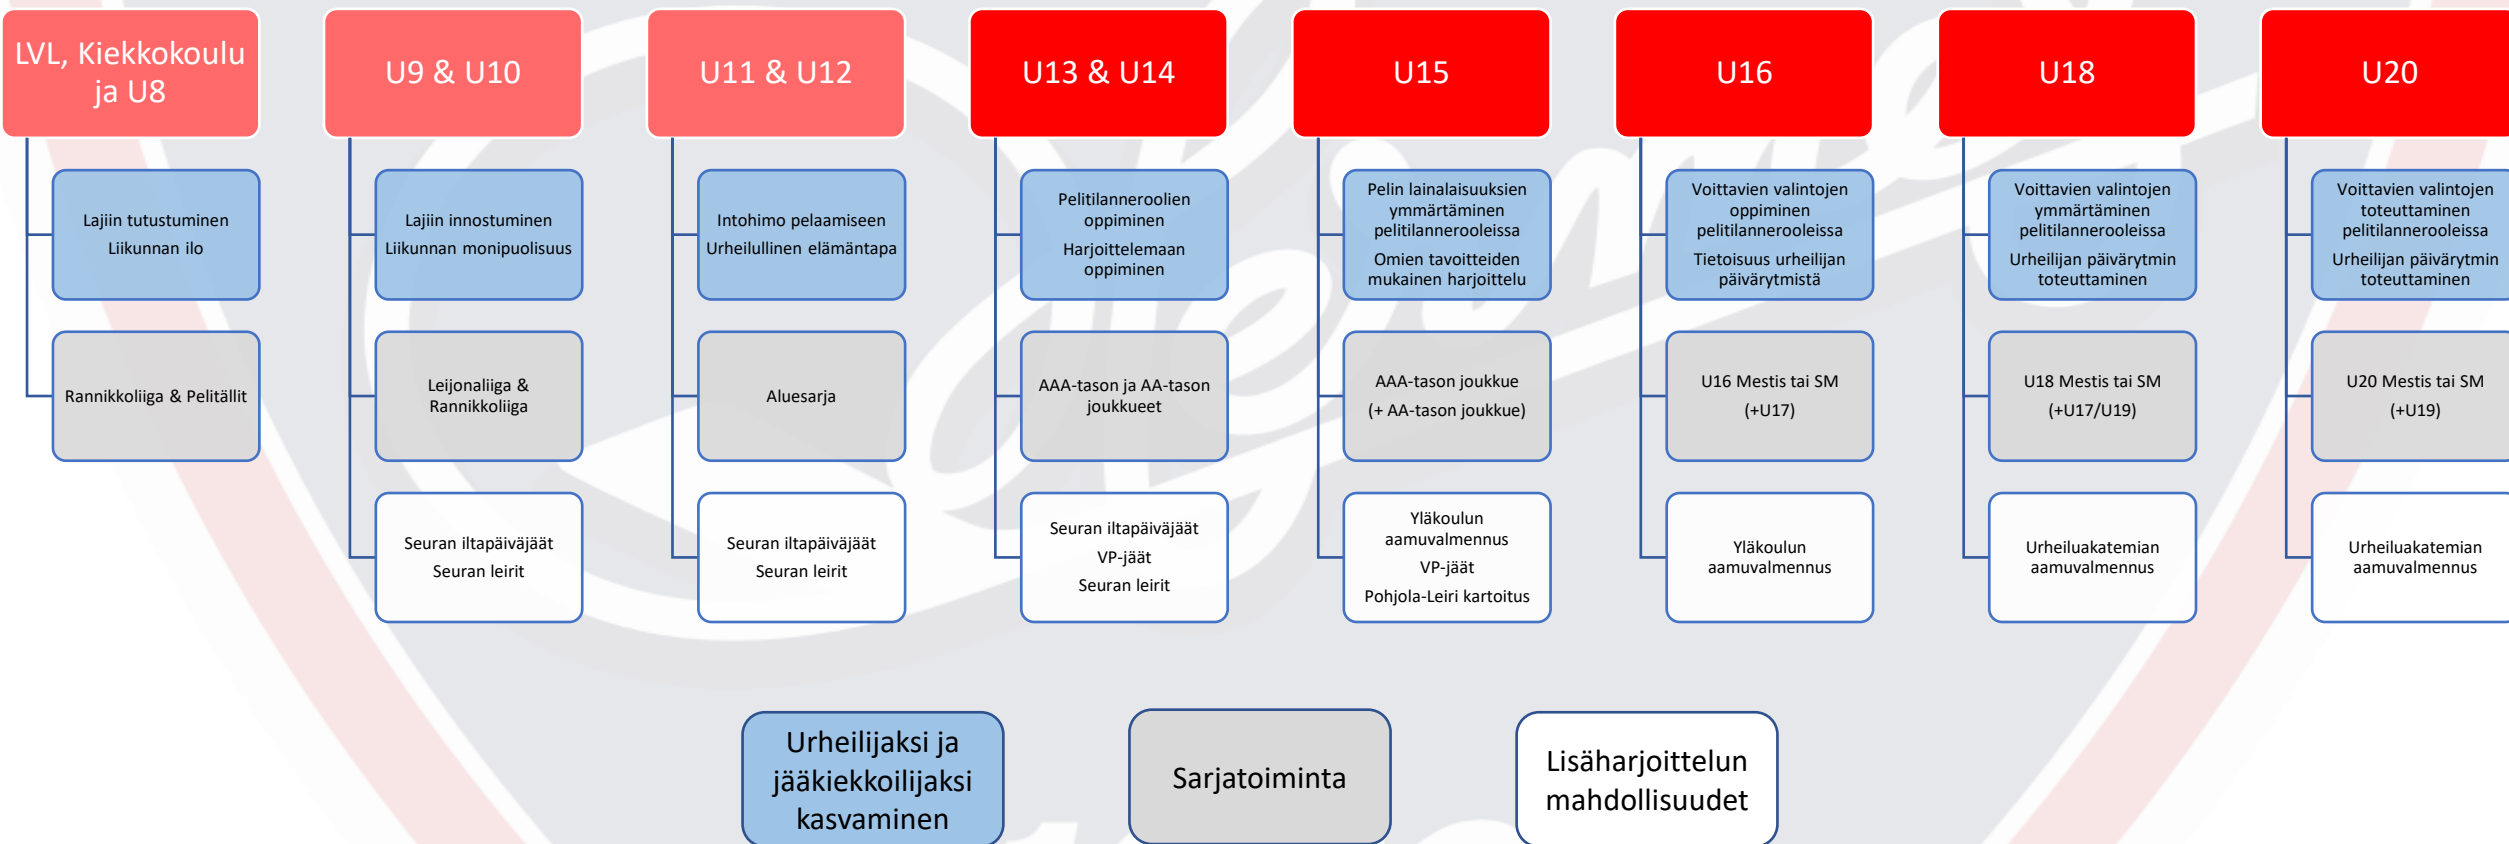 LVL, Kiekkokoulu
ja U8
Lajiin tutustuminen
Liikunnan ilo
Rannikkoliiga & Pelitällit
U9 & U10
Lajiin innostuminen
Liikunnan monipuolisuus
Leijonaliiga &
Rannikkoliiga
Seuran iltapäiväjäät
Seuran leirit
U11 & U12
Intohimo pelaamiseen
Urheilullinen elämäntapa
Aluesarja
Seuran iltapäiväjäät
Seuran leirit
U13 & U14
Pelitilanneroolien
oppiminen
Harjoittelemaan
oppiminen
AAA-tason ja AA-tason
joukkueet
Seuran iltapäiväjäät
VP-jäät
Seuran leirit
U15
Pelin lainalaisuuksien
ymmärtäminen
pelitilannerooleissa
Omien tavoitteiden
mukainen harjoittelu
AAA-tason joukkue
(+ AA-tason joukkue)
Yläkoulun
aamuvalmennus
VP-jäät
Pohjola-Leiri kartoitus
U16
Voittavien valintojen
oppiminen
pelitilannerooleissa
Tietoisuus urheilijan
päivärytmistä
U16 Mestis tai SM
(+U17)
Yläkoulun
aamuvalmennus
U18
Voittavien valintojen
ymmärtäminen
pelitilannerooleissa
Urheilijan päivärytmin
toteuttaminen
U18 Mestis tai SM
(+U17/U19)
Urheiluakatemian
aamuvalmennus
U20
Voittavien valintojen
toteuttaminen
pelitilannerooleissa
Urheilijan päivärytmin
toteuttaminen
U20 Mestis tai SM
(+U19)
Urheiluakatemian
aamuvalmennus
Urheilijaksi ja
jääkiekkoilijaksi
kasvaminen
Sarjatoiminta
Lisäharjoittelun
mahdollisuudet